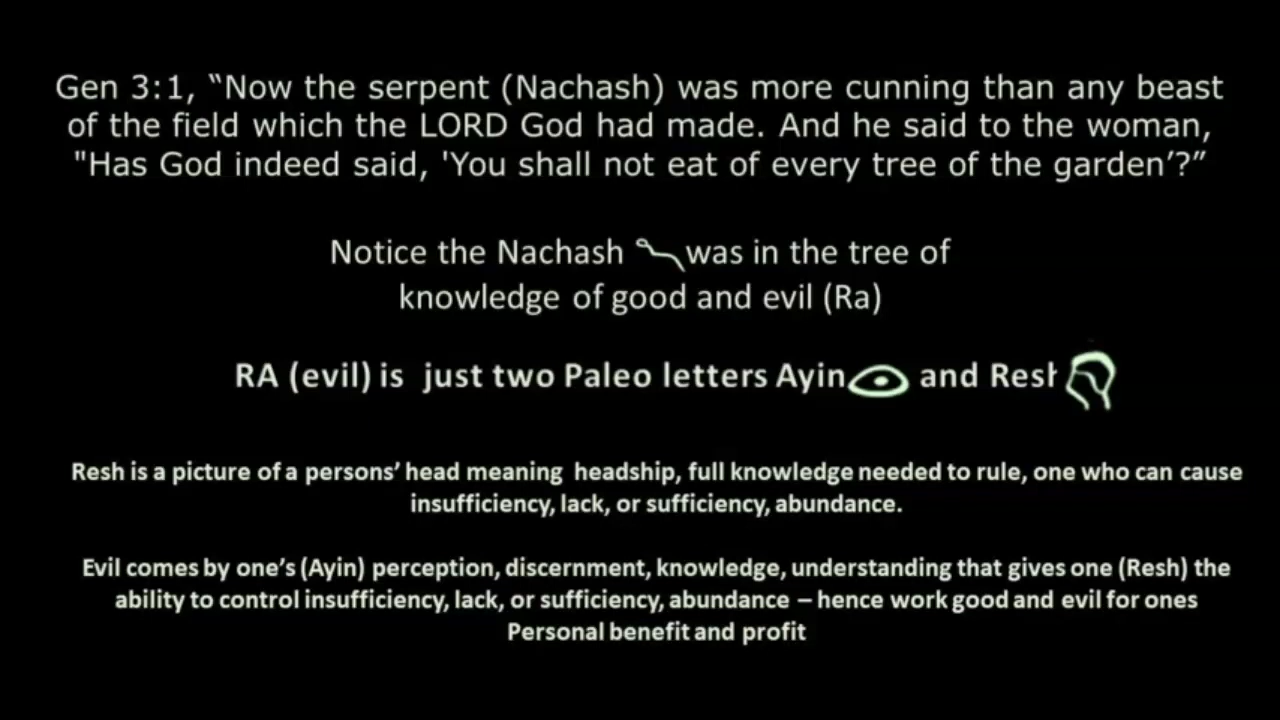 Gen 3:1, “Now the serpent (Nachash) was more cunning than any beast
of the field which the LORD God had made. And he said to the woman,
"Has God indeed said, 'You shall not eat of every tree of the garden’?”
Notice the Nachash was in the tree of
knowledge of good and evil (Ra)
RA (evil) is just two Paleo letters Ayin and Resh
Resh is a picture of a persons’ head meaning headship, full knowledge needed to rule, one who can cause
insufficiency, lack, or sufficiency, abundance.
Evil comes by one’s (Ayin) perception, discernment, knowledge, understanding that gives one (Resh) the
ability to control insufficiency, lack, or sufficiency, abundance – hence work good and evil for ones
Personal benefit and profit